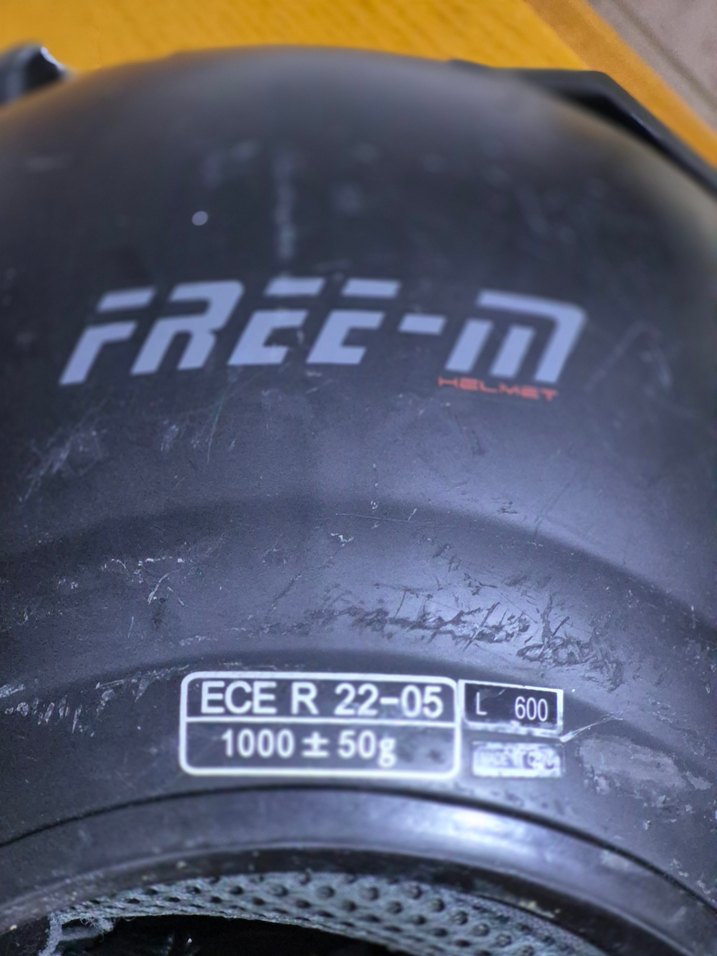 FREE-M
HELMET
ECE R 22-05
1000 ± 50g
L 600